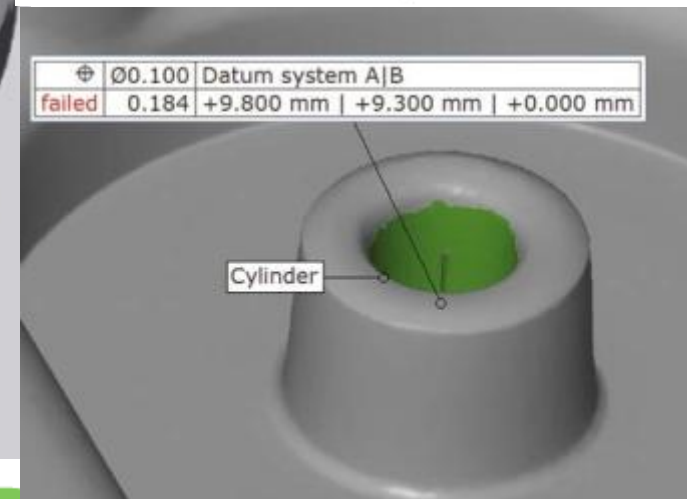 ⌖ Ø0.100 Datum system A|B
failed 0.184 +9.800 mm | +9.300 mm | +0.000 mm
Cylinder